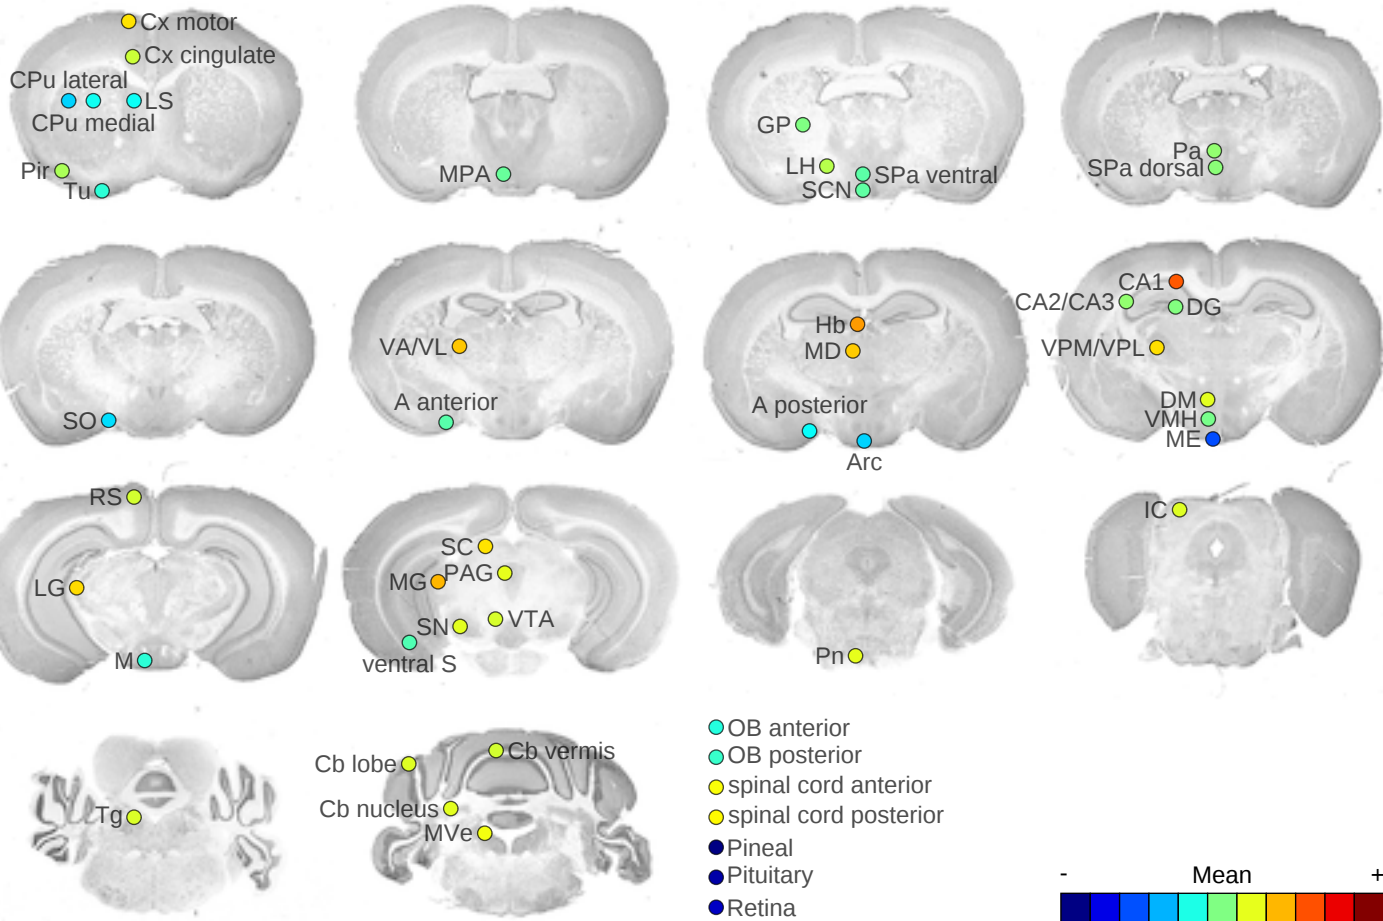 Cx motor
Cx cingulate
CPu lateral
LS
CPu medial
Pir
Tu
MPA
GP
LH
SPa ventral
SCN
Pa
SPa dorsal
SO
VA/VL
A anterior
Hb
MD
A posterior
Arc
CA1
CA2/CA3
DG
VPM/VPL
DM
VMH
ME
RS
LG
M
SC
MG
PAG
SN
VTA
ventral S
Pn
IC
Tg
Cb lobe
Cb vermis
Cb nucleus
MVe
OB anterior
OB posterior
spinal cord anterior
spinal cord posterior
Pineal
Pituitary
Retina
- Mean +